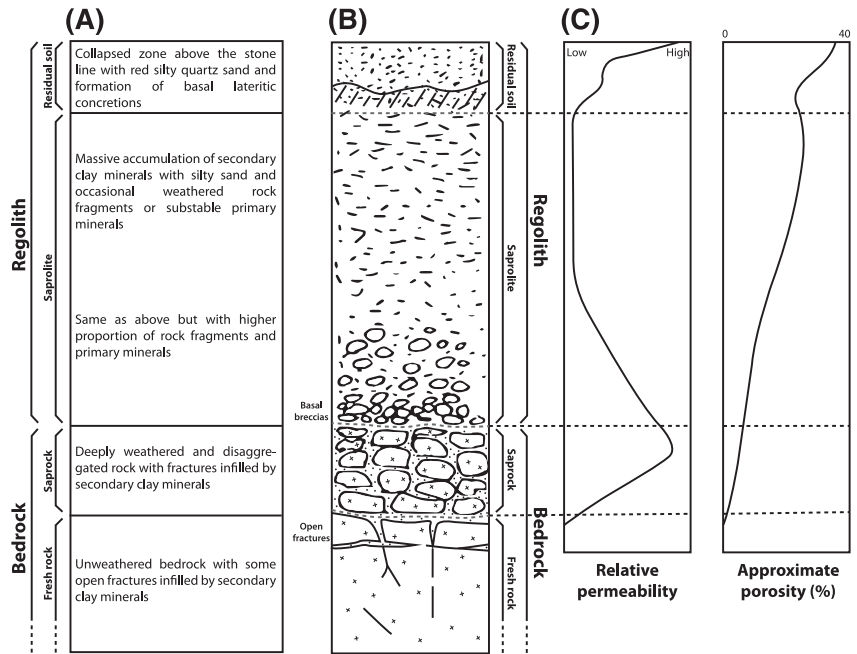 (A)
(B)
(C)
Regolith
Bedrock
Residual soil
Saprolite
Saprock
Fresh rock
Collapsed zone above the stone
line with red silty quartz sand and
formation of basal lateritic
concretions
Massive accumulation of secondary
clay minerals with silty sand and
occasional weathered rock
fragments or substable primary
minerals
Same as above but with higher
proportion of rock fragments and
primary minerals
Deeply weathered and disaggre-
gated rock with fractures infilled by
secondary clay minerals
Unweathered bedrock with some
open fractures infilled by secondary
clay minerals
Basal
breccias
Open
fractures
Residual soil
Saprolite
Saprock
Fresh rock
Regolith
Bedrock
Low
High
Relative
permeability
0
40
Approximate
porosity (%)